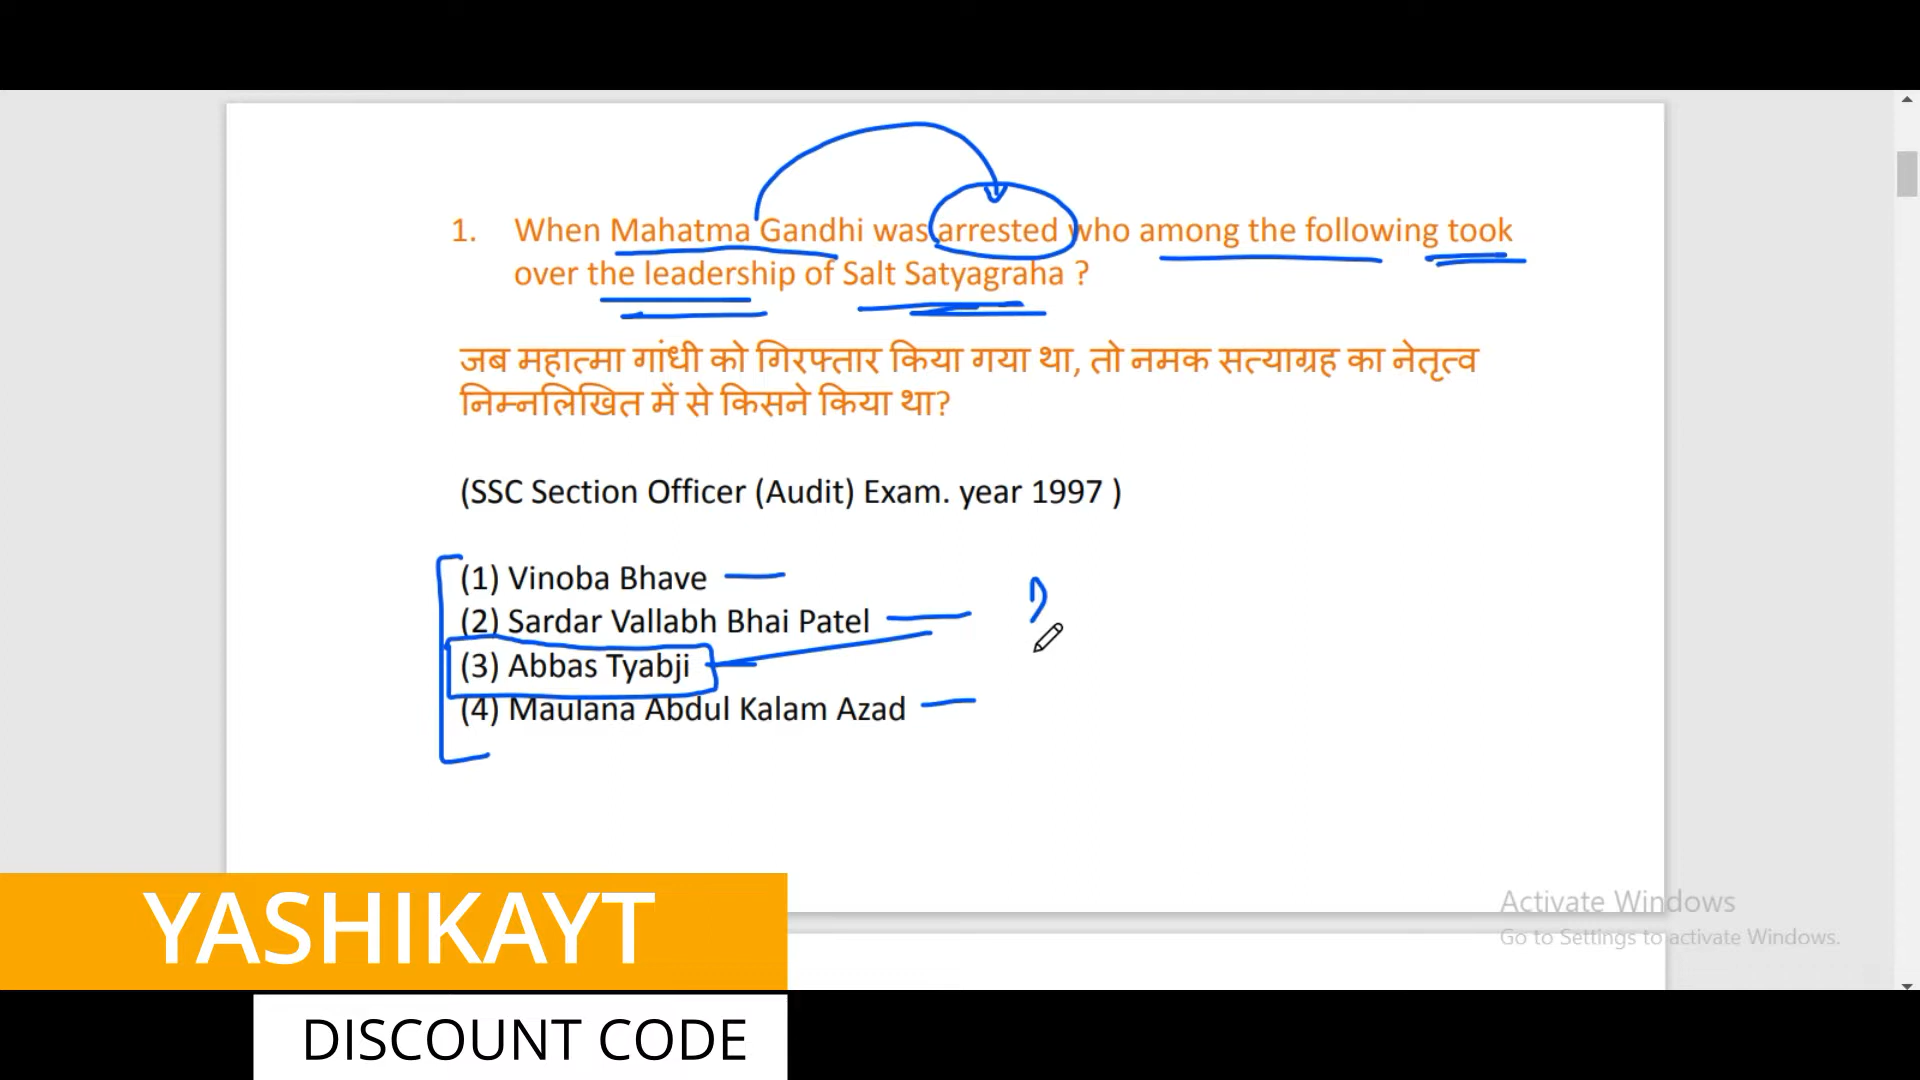 1. When Mahatma Gandhi was arrested who among the following took
over the leadership of Salt Satyagraha ?
जब महात्मा गांधी को गिरफ्तार किया गया था, तो नमक सत्याग्रह का नेतृत्व
निम्नलिखित में से किसने किया था?
(SSC Section Officer (Audit) Exam. year 1997 )
(1) Vinoba Bhave
(2) Sardar Vallabh Bhai Patel
(3) Abbas Tyabji
(4) Maulana Abdul Kalam Azad
Activate Windows
Go to Settings to activate Windows.
YASHIKAYT
DISCOUNT CODE